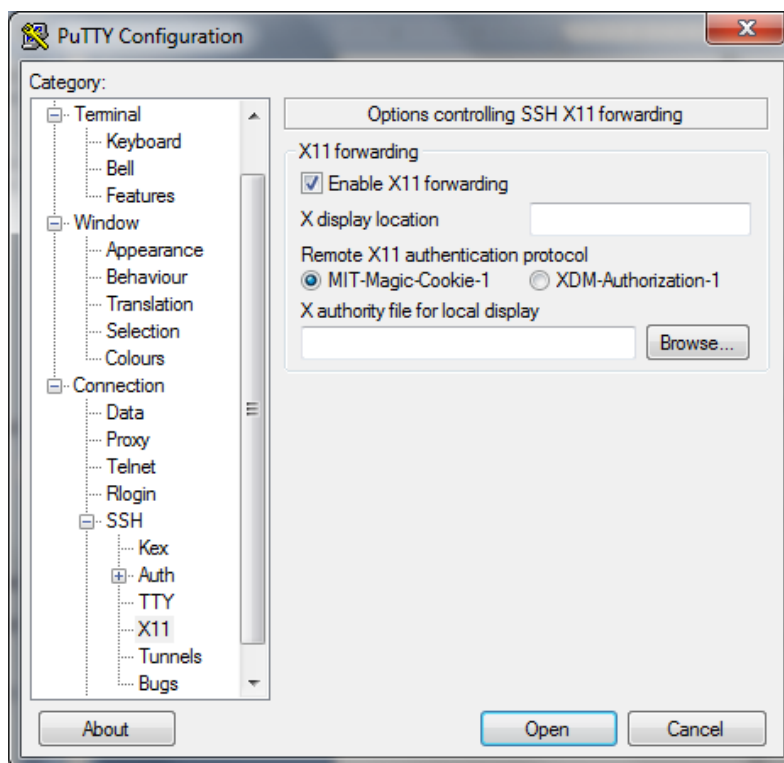 PuTTY Configuration
X
Category:
Terminal
Keyboard
Bell
Features
Window
Appearance
Behaviour
Translation
Selection
Colours
Connection
Data
Proxy
Telnet
Rlogin
SSH
Kex
Auth
TTY
X11
Tunnels
Bugs
Options controlling SSH X11 forwarding
X11 forwarding
Enable X11 forwarding
X display location
Remote X11 authentication protocol
MIT-Magic-Cookie-1 XDM-Authorization-1
X authority file for local display
Browse...
About Open Cancel